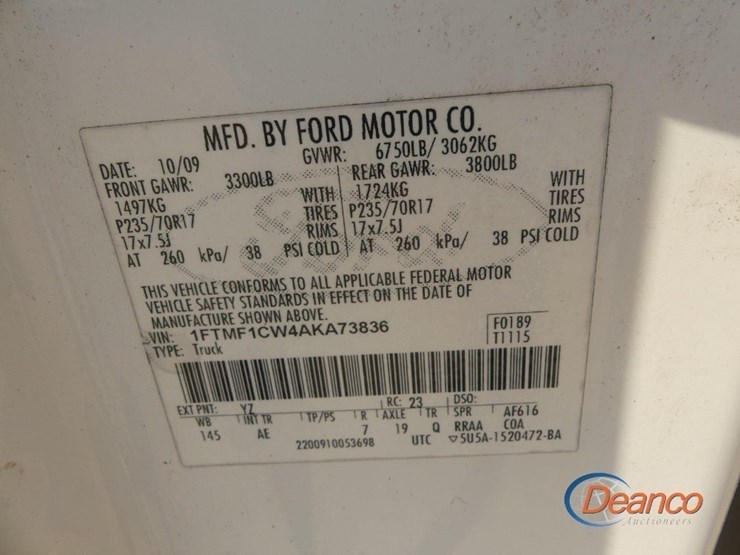 MFD. BY FORD MOTOR CO.
DATE: 10/09 GVWR: 6750LB/ 3062KG
FRONT GAWR: 3300LB REAR GAWR: 3800LB
1497KG WITH 1724KG WITH
P235/70R17 TIRES P235/70R17 TIRES
17x7.5J RIMS 17x7.5J RIMS
AT 260 kPa/ 38 PSI COLD AT 260 kPa/ 38 PSI COLD
THIS VEHICLE CONFORMS TO ALL APPLICABLE FEDERAL MOTOR
VEHICLE SAFETY STANDARDS IN EFFECT ON THE DATE OF
MANUFACTURE SHOWN ABOVE.
VIN: 1FTMF1CW4AKA73836 F0189
TYPE: Truck T1115
EXT PNT: YZ RC: 23 DSO:
WB INT TR TP/PS R AXLE TR SPR AF616
145 AE 7 19 Q RRAA COA
2200910053698 UTC ▽5U5A-1520472-BA
Deanco
Auctioneers